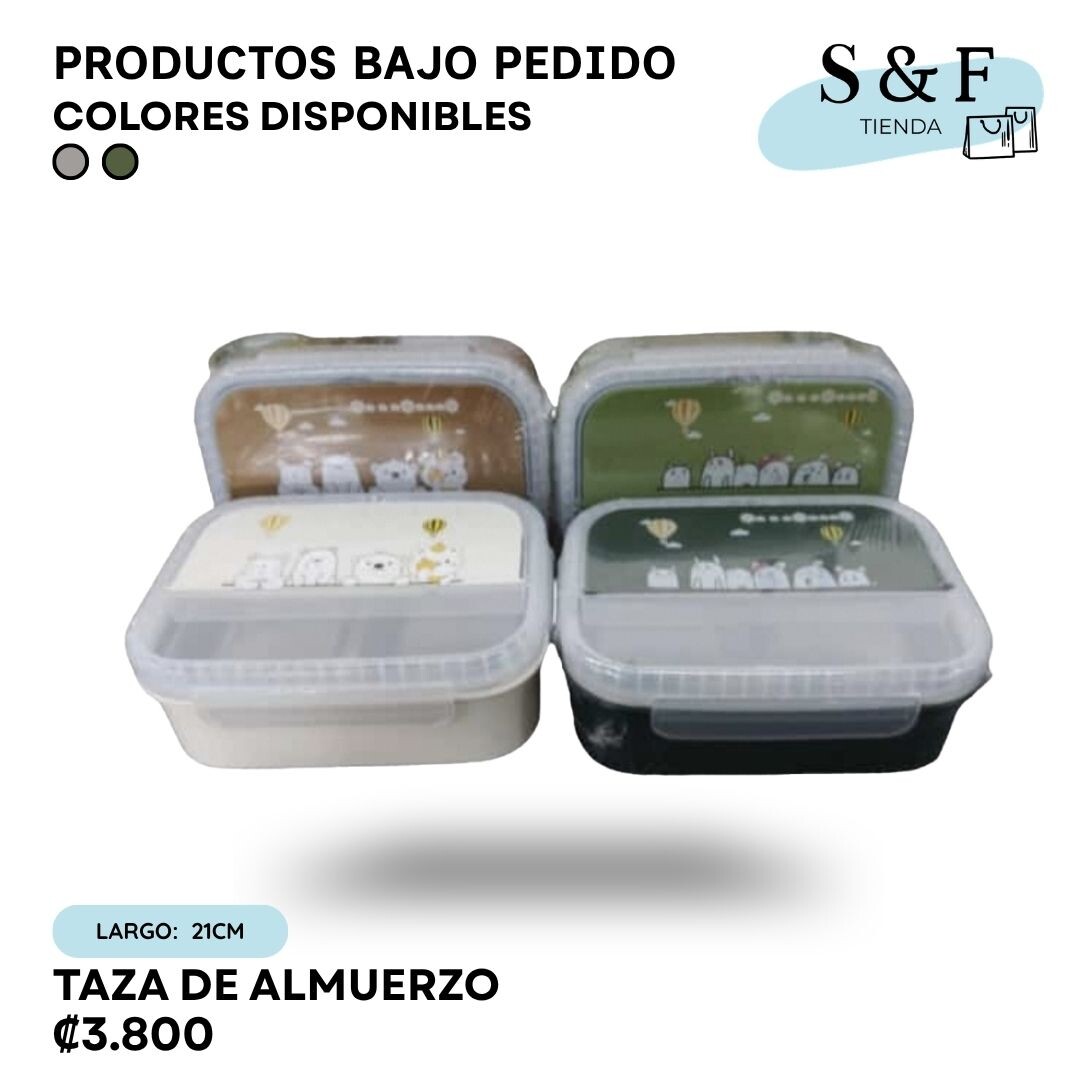 PRODUCTOS BAJO PEDIDO
COLORES DISPONIBLES
S & F
TIENDA
LARGO: 21CM
TAZA DE ALMUERZO
₡3.800